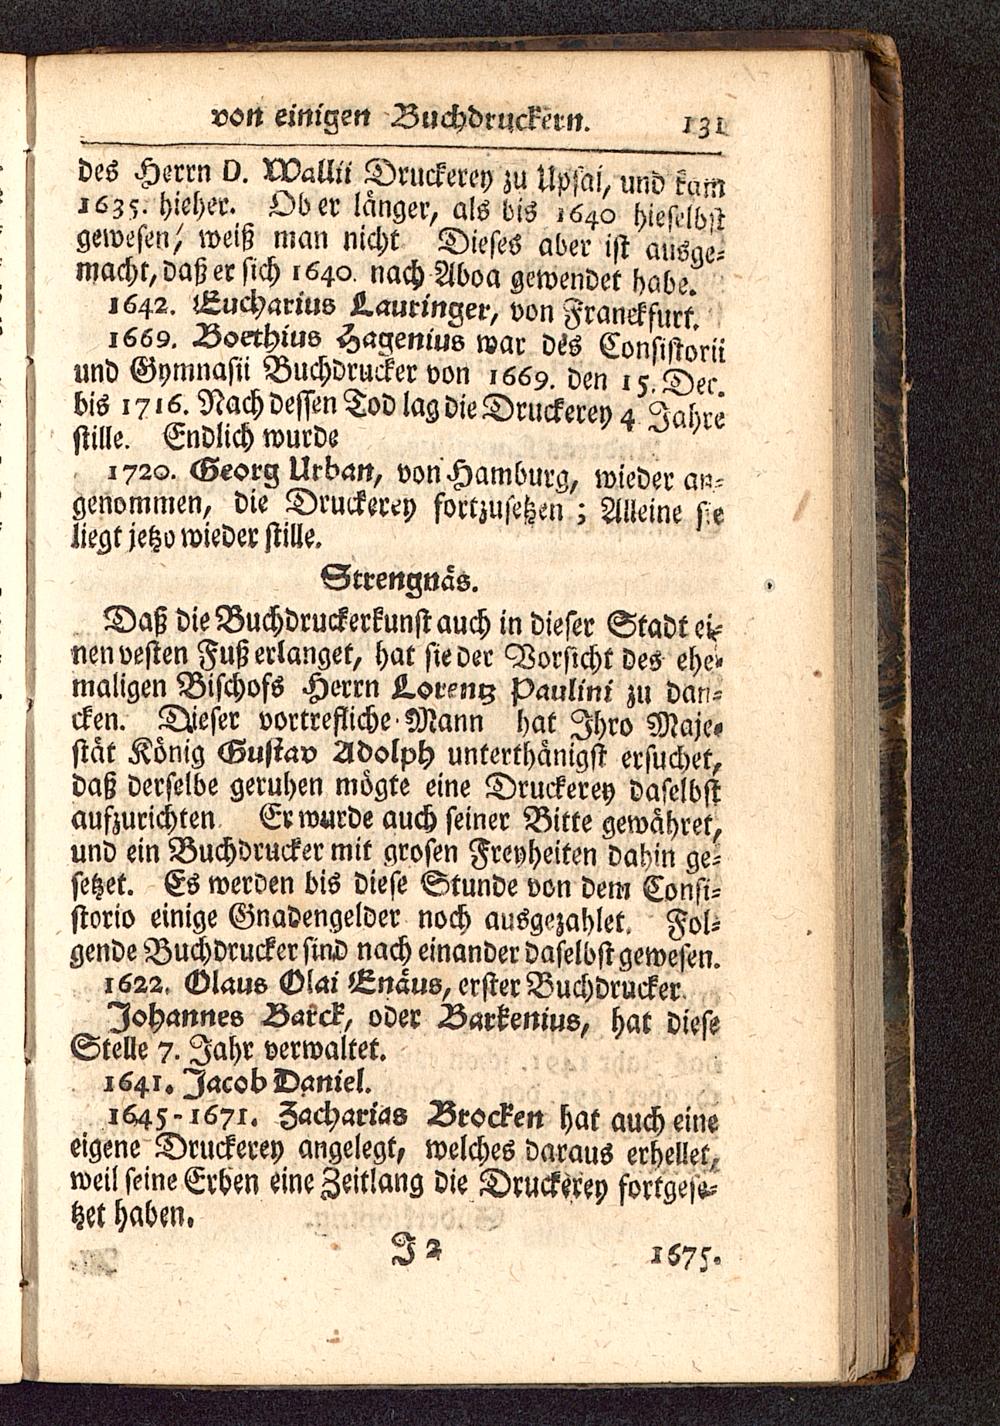 von einigen Buchdruckern. 131
des Herrn D. Wallii Druckerey zu Upsal, und kam
1635. hieher. Ob er länger, als bis 1640 hieselbst
gewesen, weiß man nicht Dieses aber ist ausge-
macht, daß er sich 1640. nach Aboa gewendet habe.
1642. Eucharius Lauringer, von Franckfurt.
1669. Boethius Hagenius war des Consistorii
und Gymnasii Buchdrucker von 1669. den 15. Dec.
bis 1716. Nach dessen Tod lag die Druckerey 4 Jahre
stille. Endlich wurde
1720. Georg Urban, von Hamburg, wieder an-
genommen, die Druckerey fortzusetzen; Alleine sie
liegt jetzo wieder stille.
Strengnäs.
Daß die Buchdruckerkunst auch in dieser Stadt ei-
nen vesten Fuß erlanget, hat sie der Vorsicht des ehe-
maligen Bischofs Herrn Lorentz Paulini zu dan-
cken. Dieser vortrefliche Mann hat Ihro Maje-
stät König Gustav Adolph unterthänigst ersuchet,
daß derselbe geruhen mögte eine Druckerey daselbst
aufzurichten Er wurde auch seiner Bitte gewähret,
und ein Buchdrucker mit grosen Freyheiten dahin ge-
setzet. Es werden bis diese Stunde von dem Consi-
storio einige Gnadengelder noch ausgezahlet. Fol-
gende Buchdrucker sind nach einander daselbst gewesen.
1622. Olaus Olai Enäus, erster Buchdrucker.
Johannes Barck, oder Barkenius, hat diese
Stelle 7. Jahr verwaltet.
1641. Jacob Daniel.
1645-1671. Zacharias Brocken hat auch eine
eigene Druckerey angelegt, welches daraus erhellet,
weil seine Erben eine Zeitlang die Druckerey fortgese-
tzet haben.
J 2 1675.